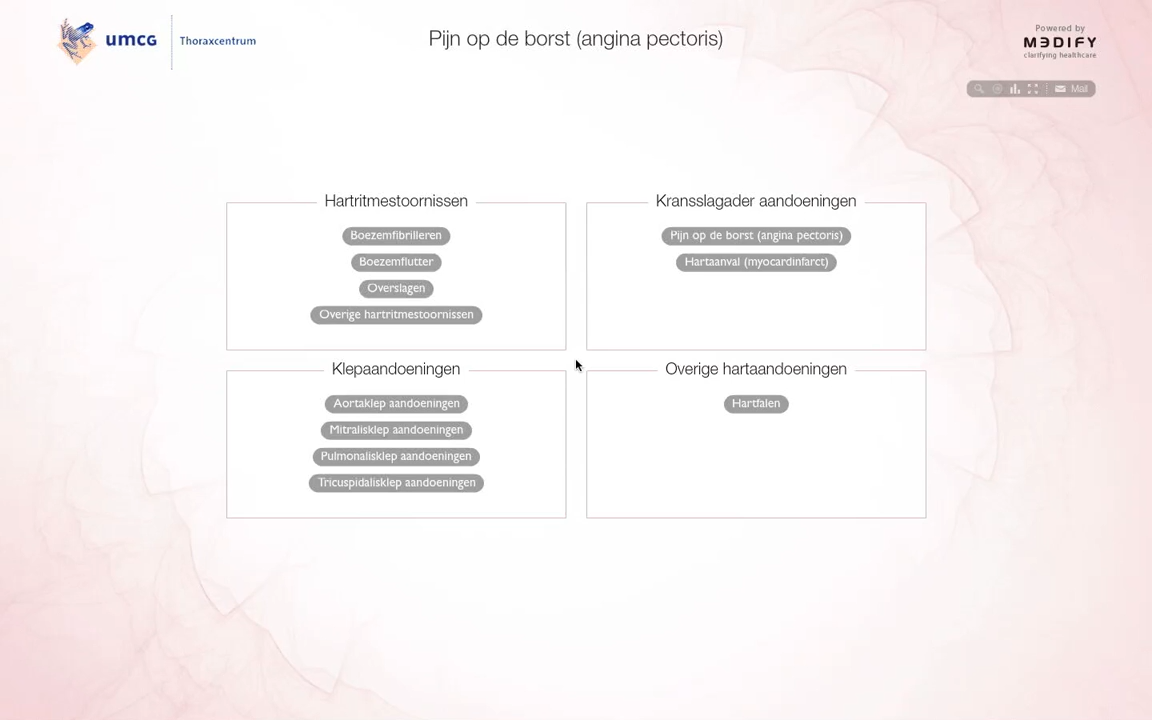 umcg
Thoraxcentrum
Pijn op de borst (angina pectoris)
Powered by
M3DIFY
clarifying healthcare
Mail
Hartritmestoornissen
Boezemfibrilleren
Boezemflutter
Overslagen
Overige hartritmestoornissen
Kransslagader aandoeningen
Pijn op de borst (angina pectoris)
Hartaanval (myocardinfarct)
Klepaandoeningen
Aortaklep aandoeningen
Mitralisklep aandoeningen
Pulmonalisklep aandoeningen
Tricuspidalisklep aandoeningen
Overige hartaandoeningen
Hartfalen